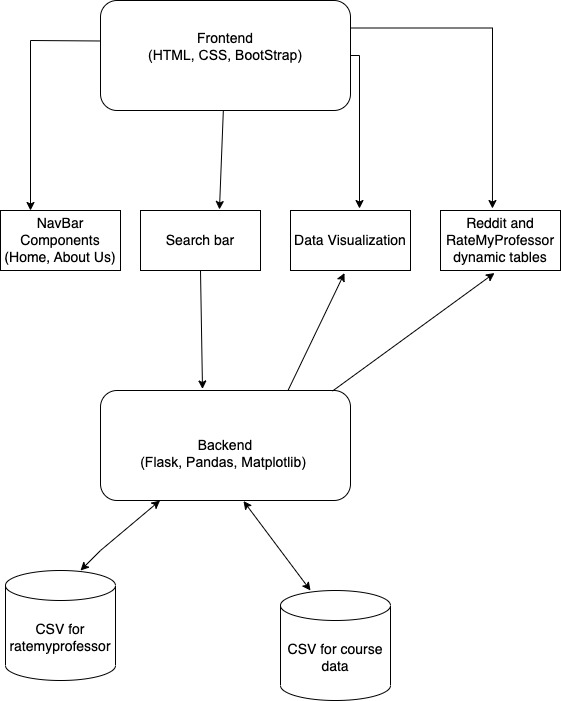 Frontend
(HTML, CSS, BootStrap)
NavBar
Components
(Home, About Us)
Search bar
Data Visualization
Reddit and
RateMyProfessor
dynamic tables
Backend
(Flask, Pandas, Matplotlib)
CSV for
ratemyprofessor
CSV for course
data